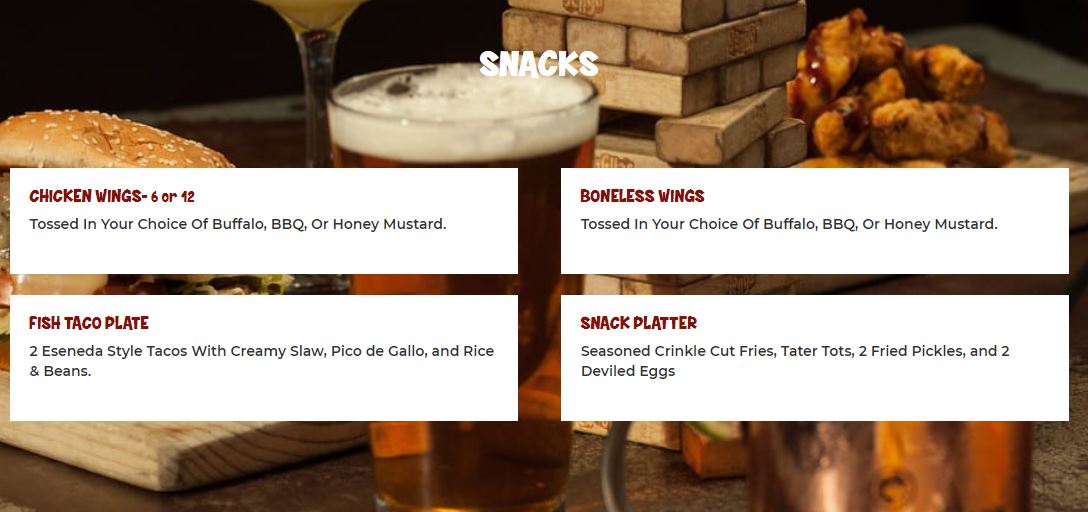 SNACKS
CHICKEN WINGS- 6 or 12
Tossed In Your Choice Of Buffalo, BBQ, Or Honey Mustard.
BONELESS WINGS
Tossed In Your Choice Of Buffalo, BBQ, Or Honey Mustard.
FISH TACO PLATE
2 Eseneda Style Tacos With Creamy Slaw, Pico de Gallo, and Rice
& Beans.
SNACK PLATTER
Seasoned Crinkle Cut Fries, Tater Tots, 2 Fried Pickles, and 2
Deviled Eggs